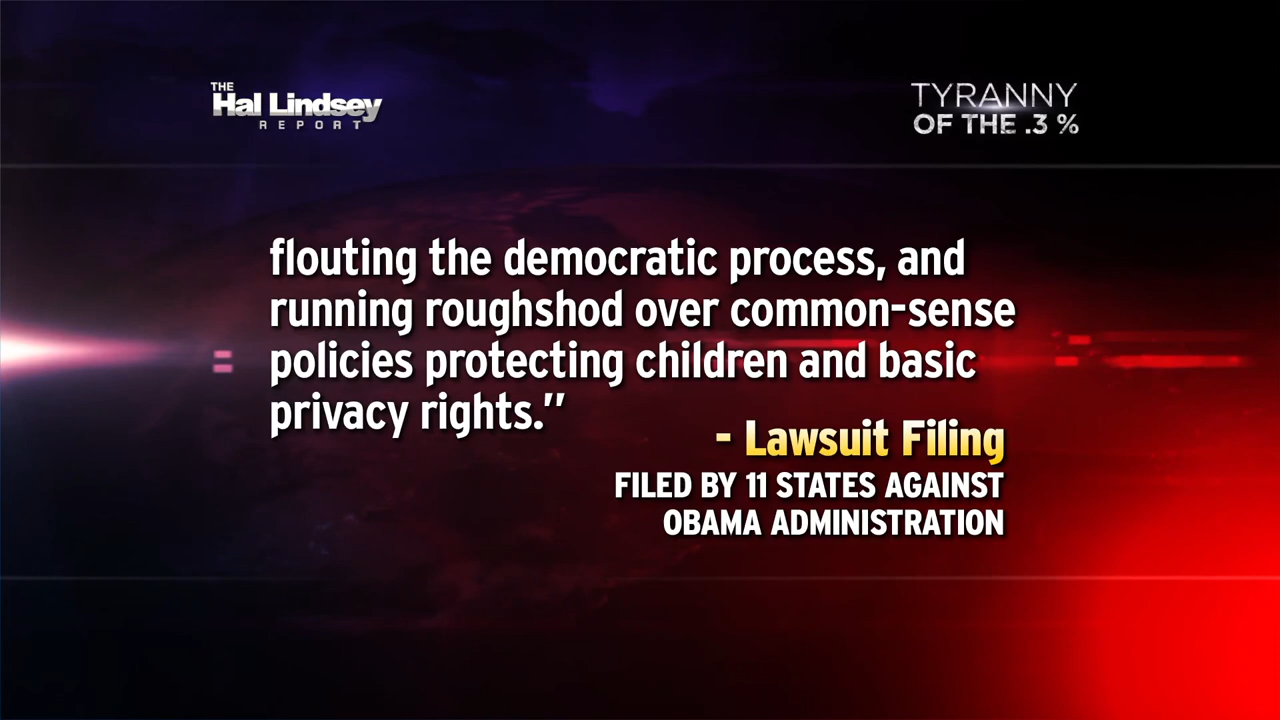 THE
Hal Lindsey
REPORT
TYRANNY
OF THE .3 %
flouting the democratic process, and
running roughshod over common-sense
policies protecting children and basic
privacy rights.”
- Lawsuit Filing
FILED BY 11 STATES AGAINST
OBAMA ADMINISTRATION